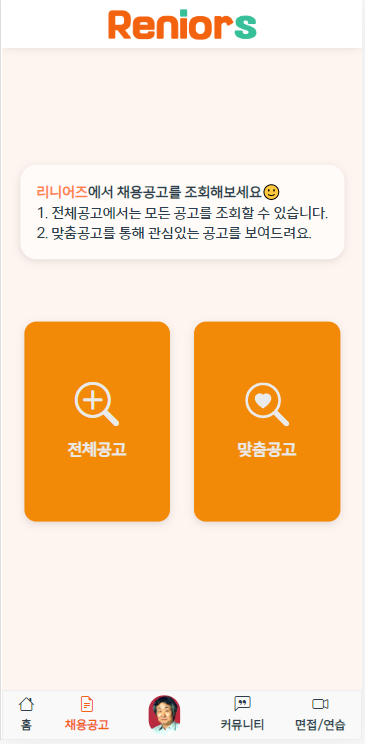 Reniors
리니어즈에서 채용공고를 조회해보세요
1. 전체공고에서는 모든 공고를 조회할 수 있습니다.
2. 맞춤공고를 통해 관심있는 공고를 보여드려요.
전체공고
맞춤공고
홈
채용공고
커뮤니티
면접/연습